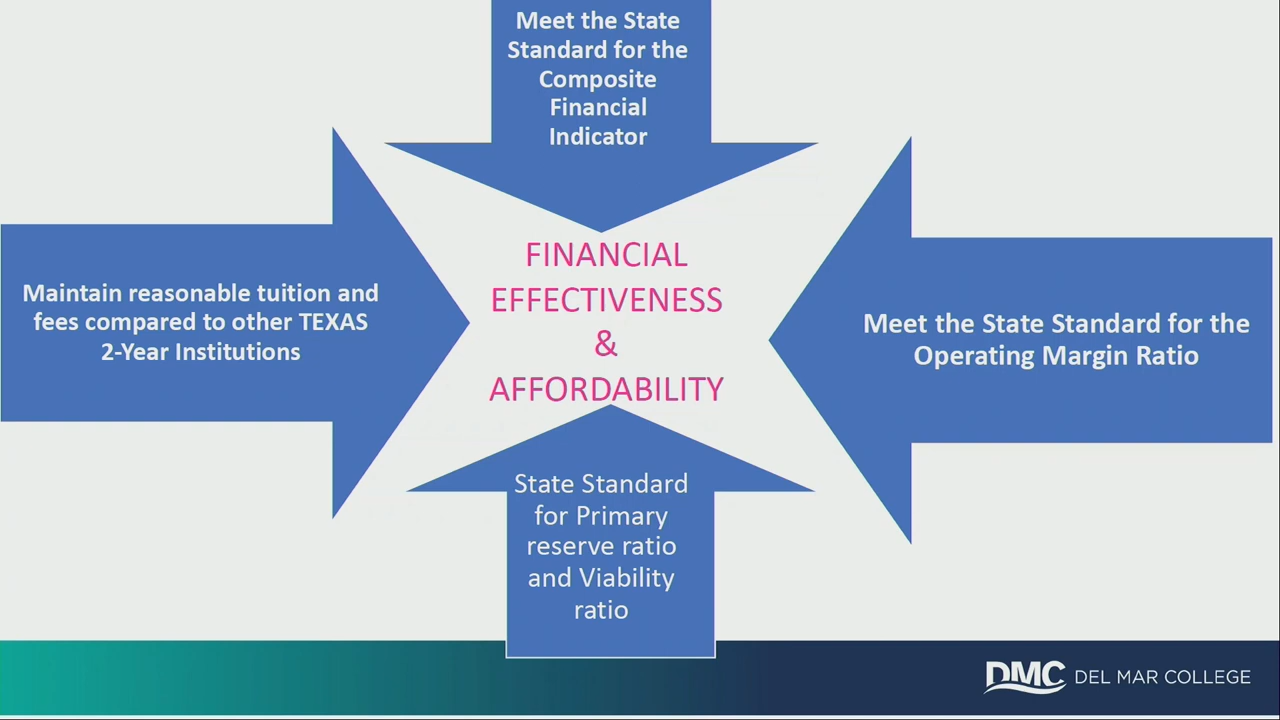 Meet the State
Standard for the
Composite
Financial
Indicator
FINANCIAL
EFFECTIVENESS
&
AFFORDABILITY
Maintain reasonable tuition and
fees compared to other TEXAS
2-Year Institutions
Meet the State Standard for the
Operating Margin Ratio
State Standard
for Primary
reserve ratio
and Viability
ratio
DMC DEL MAR COLLEGE